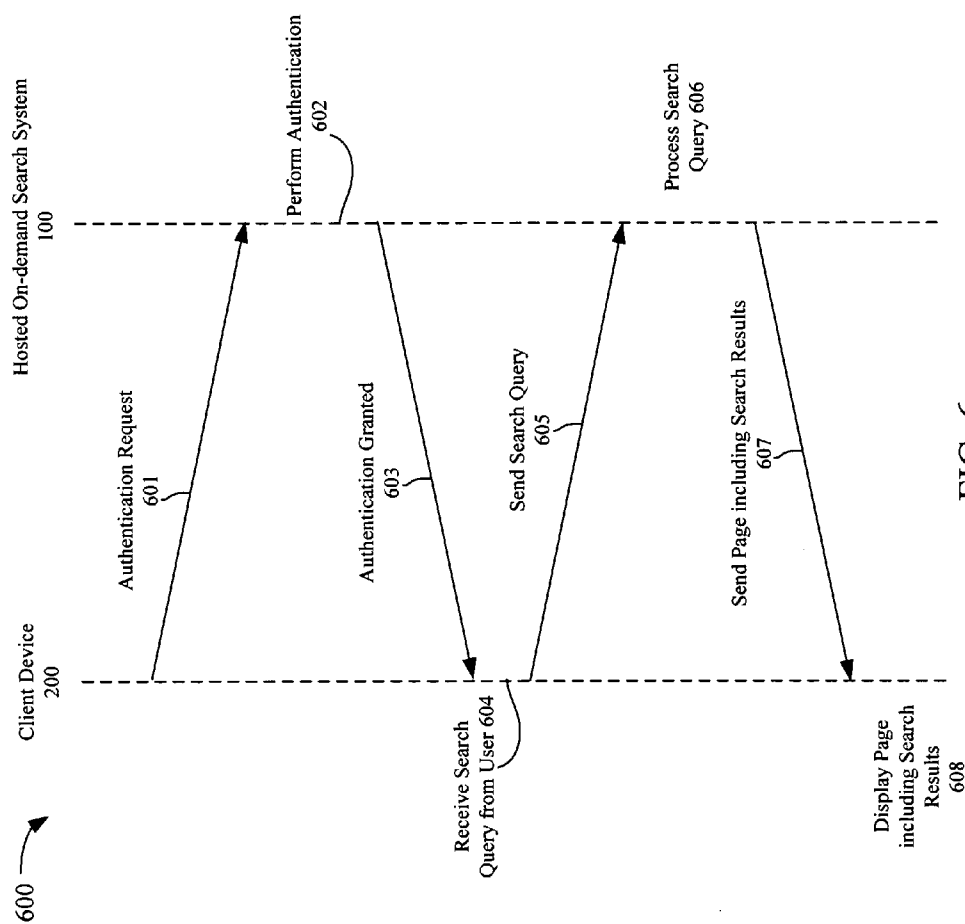 600
Client Device
200
Hosted On-demand Search System
100
Authentication Request
601
Perform Authentication
602
Authentication Granted
603
Receive Search
Query from User 604
Send Search Query
605
Process Search
Query 606
Send Page including Search Results
607
Display Page
including Search
Results
608